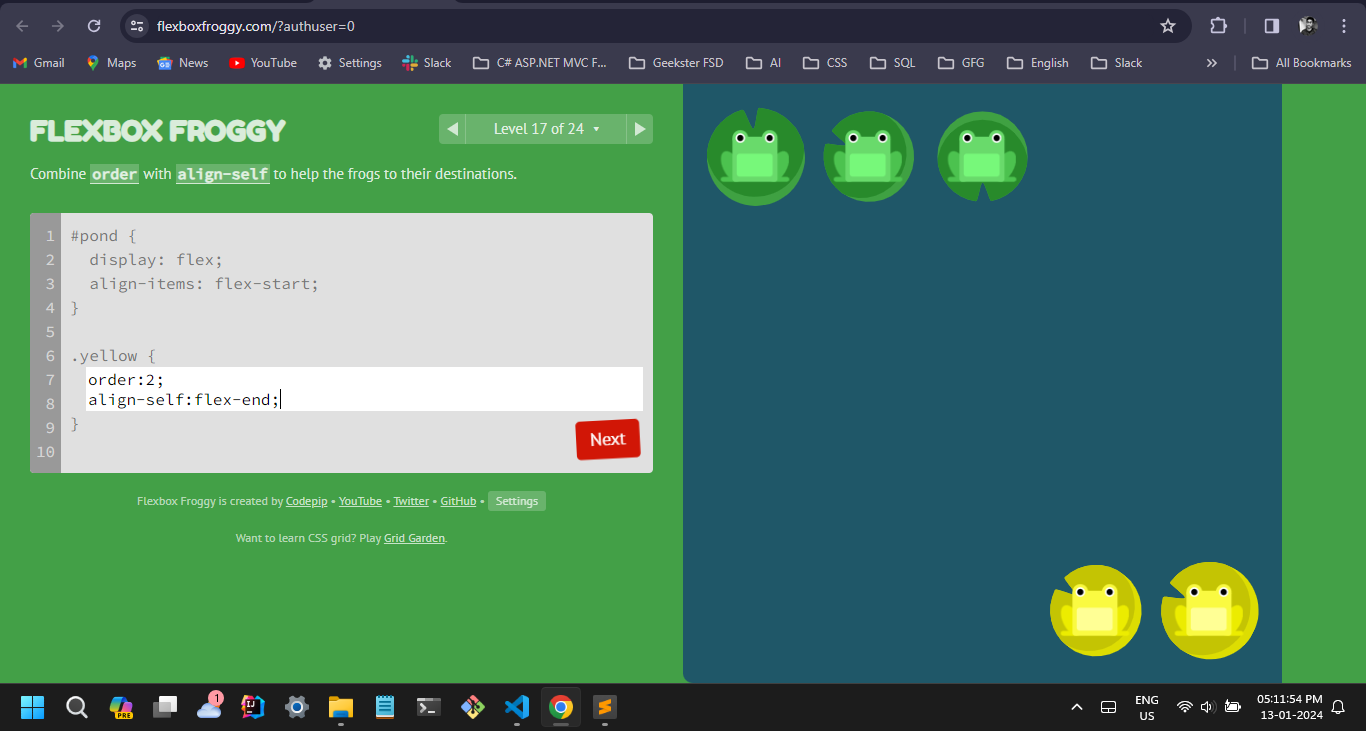 flexboxfroggy.com/?authuser=0
Gmail Maps News YouTube Settings Slack C# ASP.NET MVC F... Geekster FSD AI CSS SQL GFG English Slack » All Bookmarks
FLEXBOX FROGGY
Level 17 of 24
Combine order with align-self to help the frogs to their destinations.
1 #pond {
2 display: flex;
3 align-items: flex-start;
4 }
5
6 .yellow {
7 order:2;
8 align-self:flex-end;
9 }
10
Next
Flexbox Froggy is created by Codepip • YouTube • Twitter • GitHub • Settings
Want to learn CSS grid? Play Grid Garden.
PRE
1
IJ
ENG
US
05:11:54 PM
13-01-2024